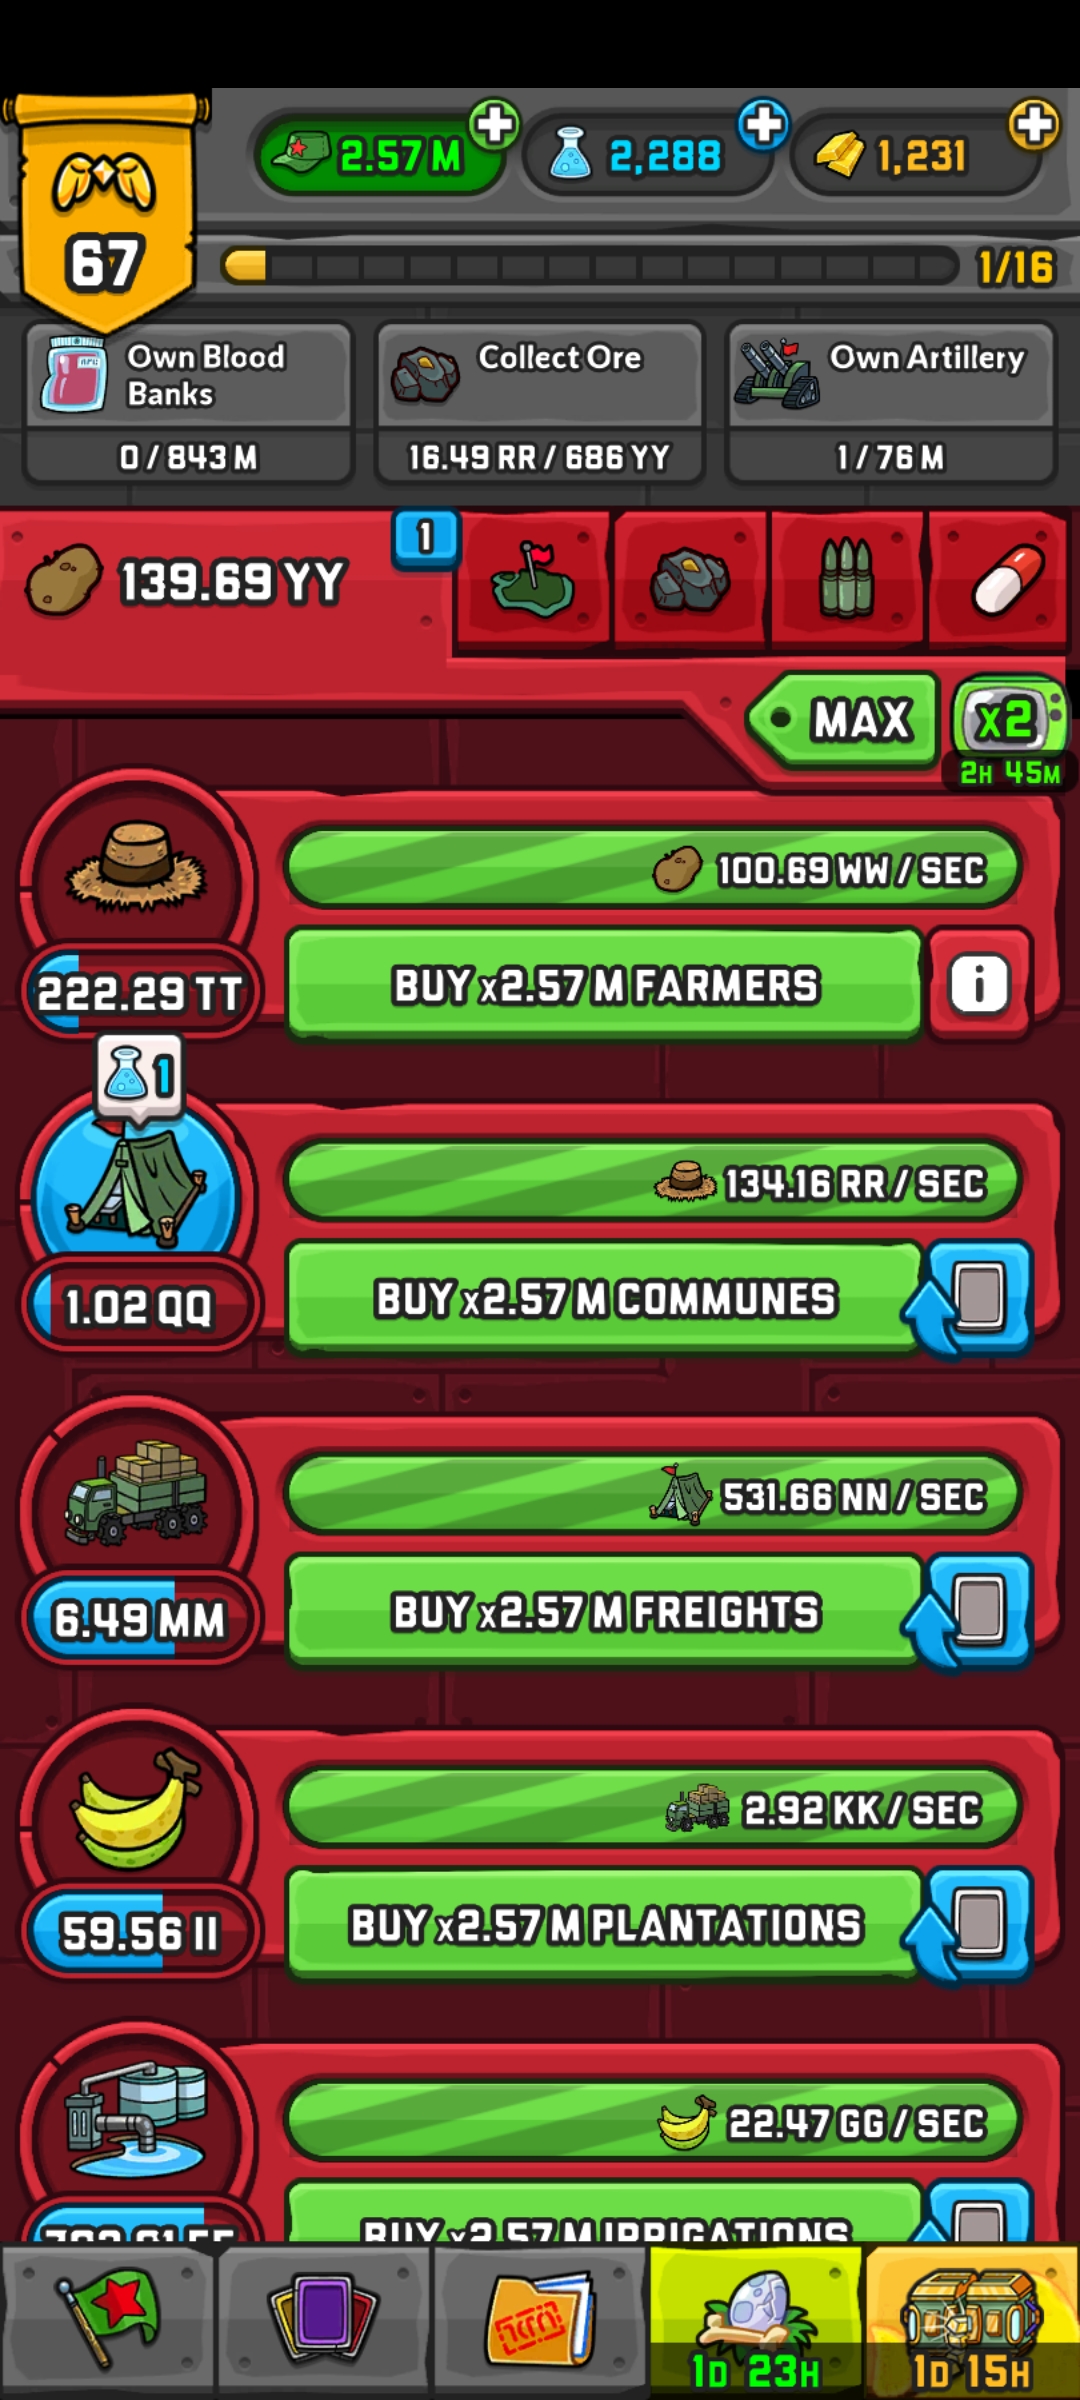 2.57 M
2,288
1,231
67
1/16
Own Blood
Banks
Collect Ore
Own Artillery
0 / 843 M
16.49 RR / 686 YY
1 / 76 M
139.69 YY
1
MAX
x2
2H 45M
100.69 WW / SEC
222.29 TT
BUY x2.57 M FARMERS
i
1
134.16 RR / SEC
1.02 QQ
BUY x2.57 M COMMUNES
531.66 NN / SEC
6.49 MM
BUY x2.57 M FREIGHTS
2.92 KK / SEC
59.56 II
BUY x2.57 M PLANTATIONS
22.47 GG / SEC
BUY x2.57 M IRRIGATIONS
1D 23H
1D 15H